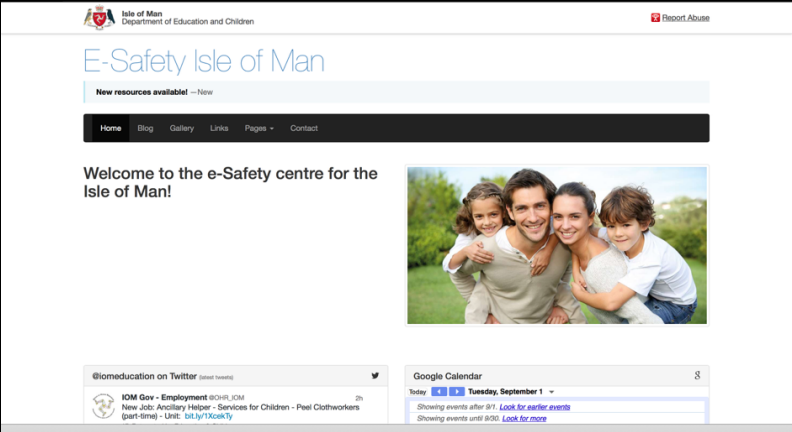 Isle of Man
Department of Education and Children
Report Abuse
E-Safety Isle of Man
New resources available! —New
Home Blog Gallery Links Pages Contact
Welcome to the e-Safety centre for the
Isle of Man!
@iomeducation on Twitter (latest tweets)
IOM Gov - Employment @OHR_IOM 2h
New Job: Ancillary Helper - Services for Children - Peel Clothworkers
(part-time) - Unit: bit.ly/1XcekTy
Google Calendar
Today Tuesday, September 1
Showing events after 9/1. Look for earlier events
Showing events until 9/30. Look for more